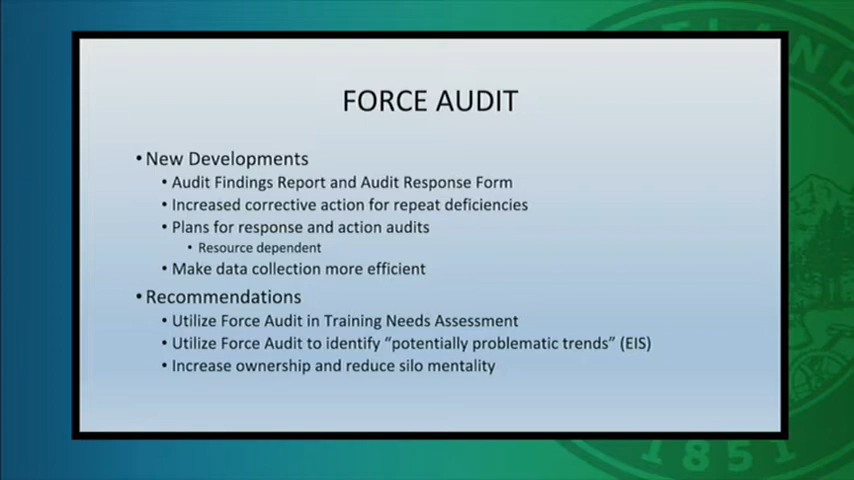 FORCE AUDIT
• New Developments
• Audit Findings Report and Audit Response Form
• Increased corrective action for repeat deficiencies
• Plans for response and action audits
• Resource dependent
• Make data collection more efficient
• Recommendations
• Utilize Force Audit in Training Needs Assessment
• Utilize Force Audit to identify “potentially problematic trends” (EIS)
• Increase ownership and reduce silo mentality
1851